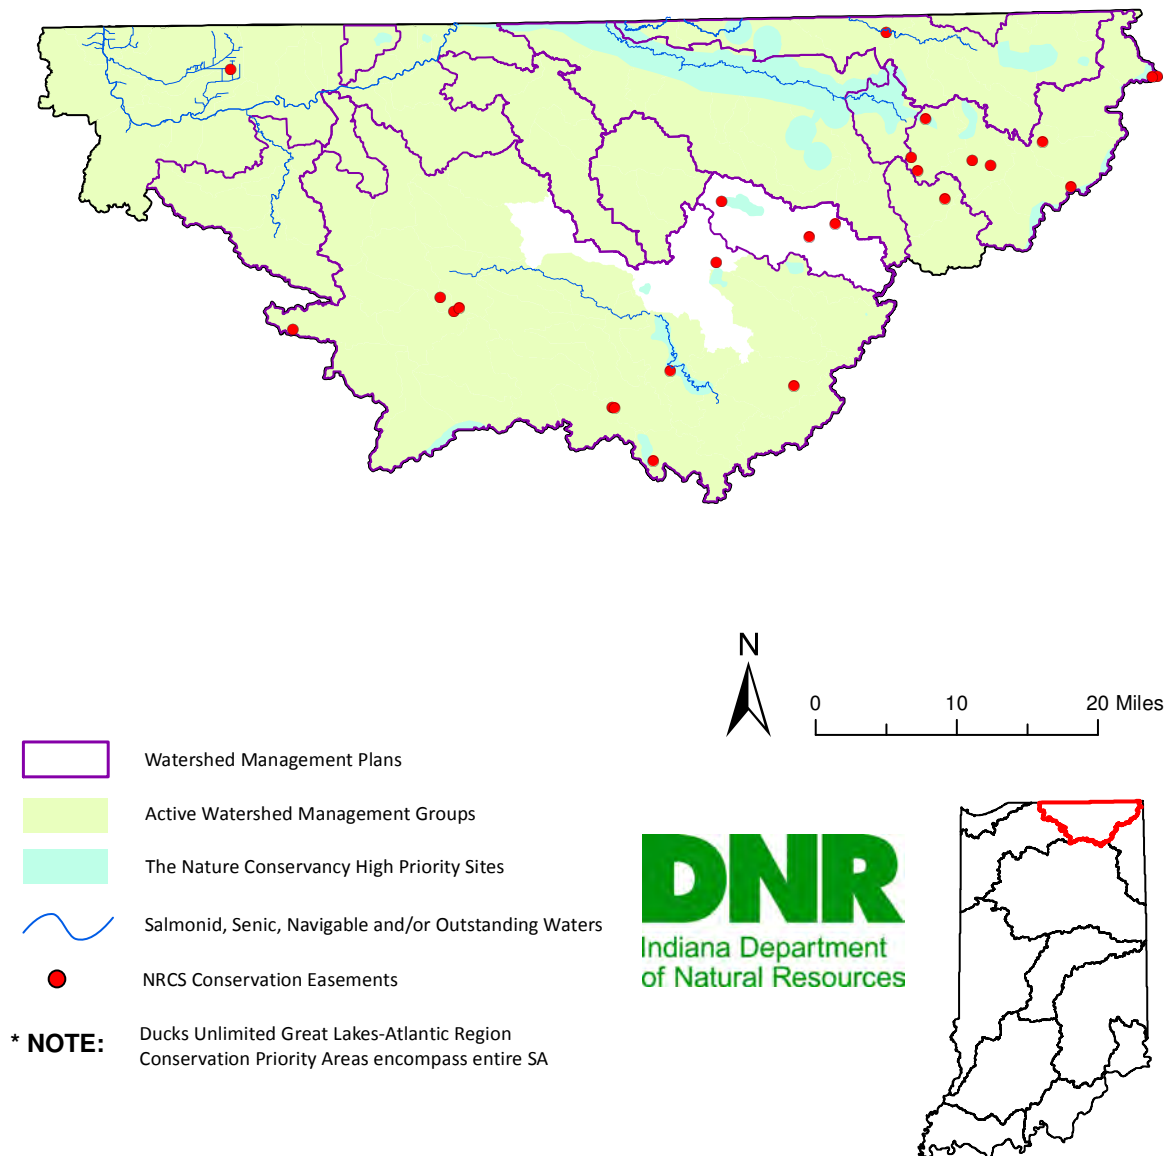 N
0 10 20 Miles
Watershed Management Plans
Active Watershed Management Groups
The Nature Conservancy High Priority Sites
Salmonid, Senic, Navigable and/or Outstanding Waters
NRCS Conservation Easements
* NOTE: Ducks Unlimited Great Lakes-Atlantic Region
Conservation Priority Areas encompass entire SA
DNR
Indiana Department
of Natural Resources